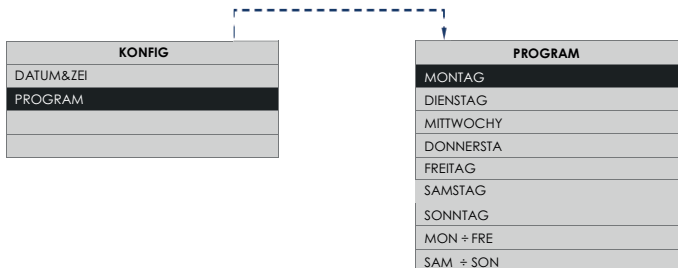 KONFIG
DATUM&ZEI
PROGRAM
PROGRAM
MONTAG
DIENSTAG
MITTWOCHY
DONNERSTA
FREITAG
SAMSTAG
SONNTAG
MON ÷ FRE
SAM ÷ SON